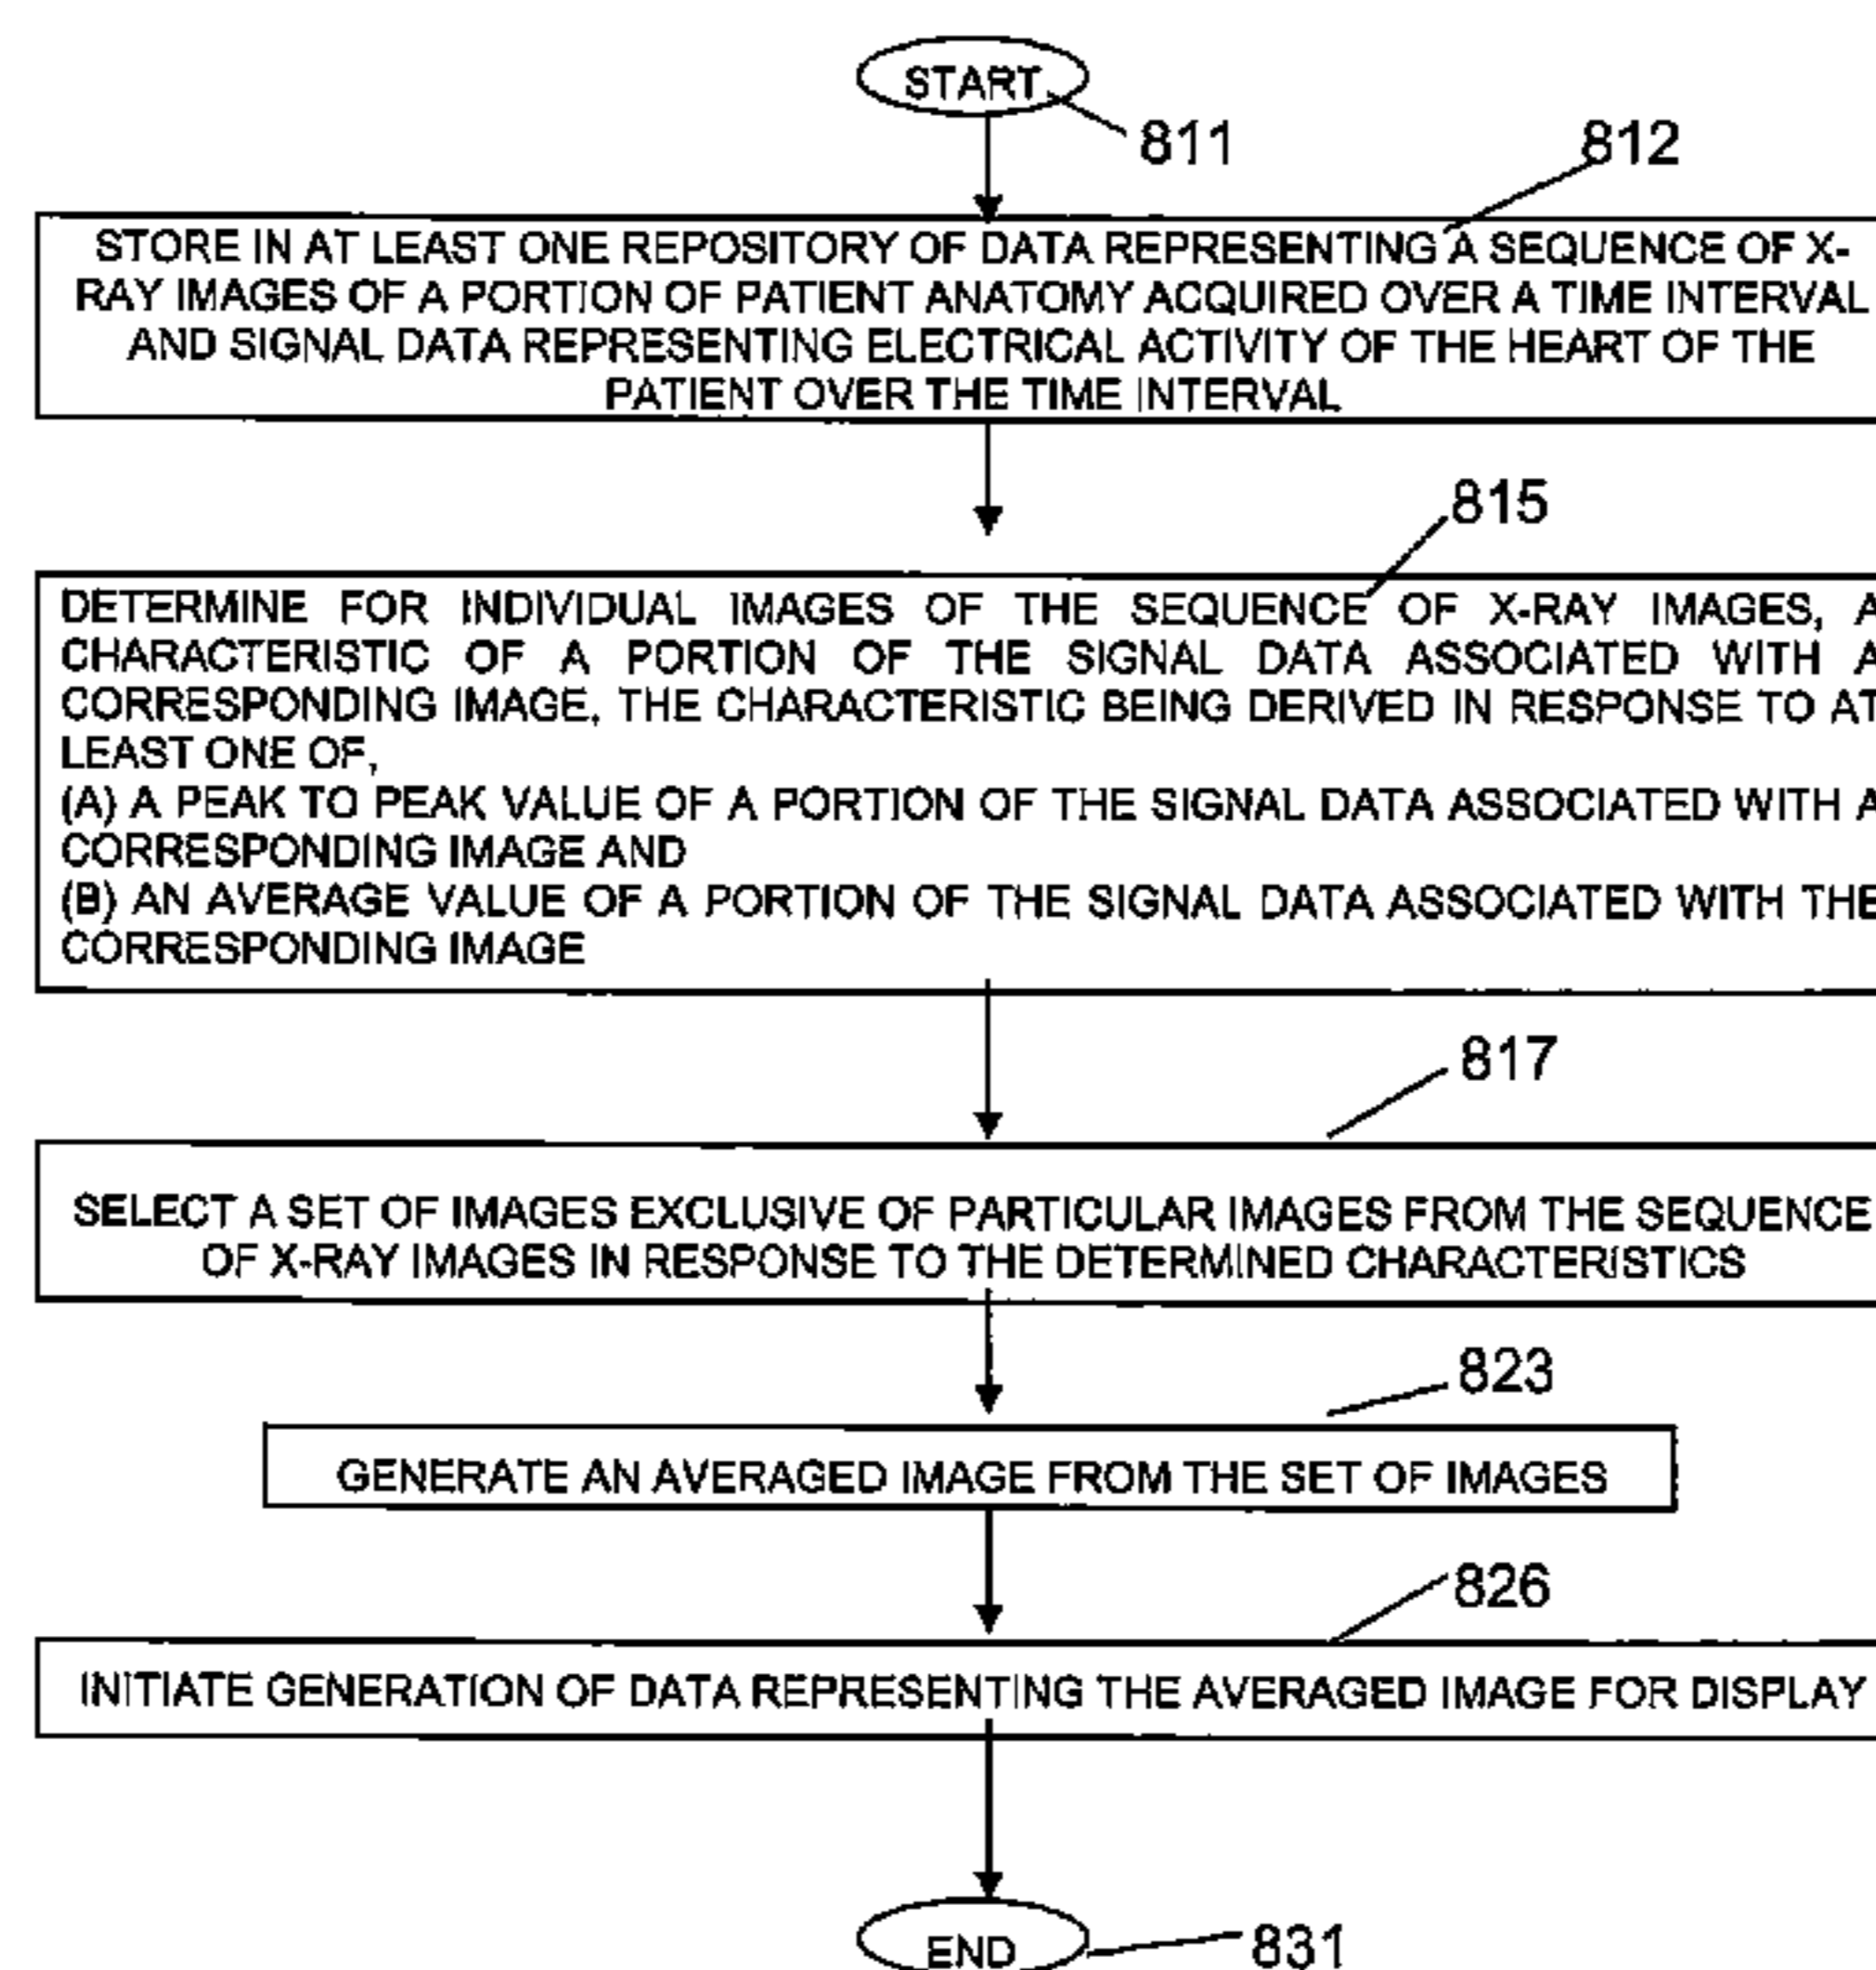 START
811
812
STORE IN AT LEAST ONE REPOSITORY OF DATA REPRESENTING A SEQUENCE OF X-
RAY IMAGES OF A PORTION OF PATIENT ANATOMY ACQUIRED OVER A TIME INTERVAL
AND SIGNAL DATA REPRESENTING ELECTRICAL ACTIVITY OF THE HEART OF THE
PATIENT OVER THE TIME INTERVAL
815
DETERMINE FOR INDIVIDUAL IMAGES OF THE SEQUENCE OF X-RAY IMAGES, A
CHARACTERISTIC OF A PORTION OF THE SIGNAL DATA ASSOCIATED WITH A
CORRESPONDING IMAGE, THE CHARACTERISTIC BEING DERIVED IN RESPONSE TO AT
LEAST ONE OF,
(A) A PEAK TO PEAK VALUE OF A PORTION OF THE SIGNAL DATA ASSOCIATED WITH A
CORRESPONDING IMAGE AND
(B) AN AVERAGE VALUE OF A PORTION OF THE SIGNAL DATA ASSOCIATED WITH THE
CORRESPONDING IMAGE
817
SELECT A SET OF IMAGES EXCLUSIVE OF PARTICULAR IMAGES FROM THE SEQUENCE
OF X-RAY IMAGES IN RESPONSE TO THE DETERMINED CHARACTERISTICS
823
GENERATE AN AVERAGED IMAGE FROM THE SET OF IMAGES
826
INITIATE GENERATION OF DATA REPRESENTING THE AVERAGED IMAGE FOR DISPLAY
END
831